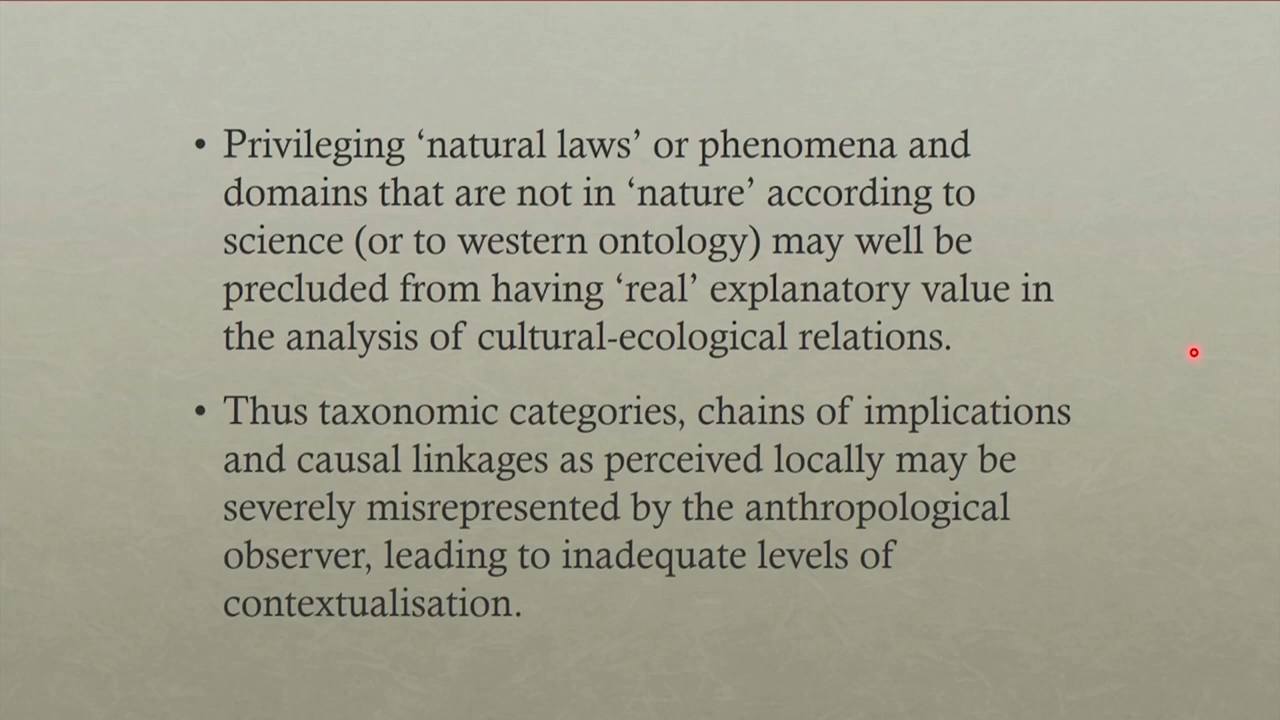 • Privileging ‘natural laws’ or phenomena and
domains that are not in ‘nature’ according to
science (or to western ontology) may well be
precluded from having ‘real’ explanatory value in
the analysis of cultural-ecological relations.
• Thus taxonomic categories, chains of implications
and causal linkages as perceived locally may be
severely misrepresented by the anthropological
observer, leading to inadequate levels of
contextualisation.